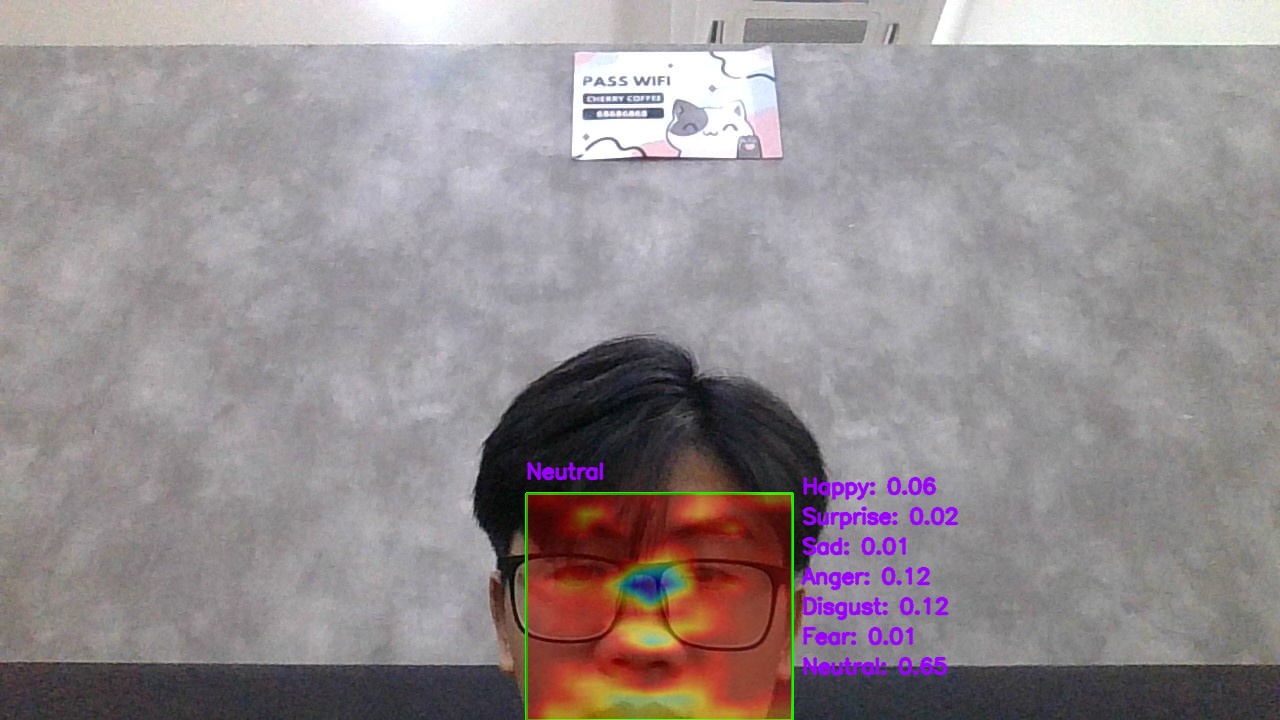 PASS WIFI
CHERRY COFFEE
68686868
Neutral
Happy: 0.06
Surprise: 0.02
Sad: 0.01
Anger: 0.12
Disgust: 0.12
Fear: 0.01
Neutral: 0.65